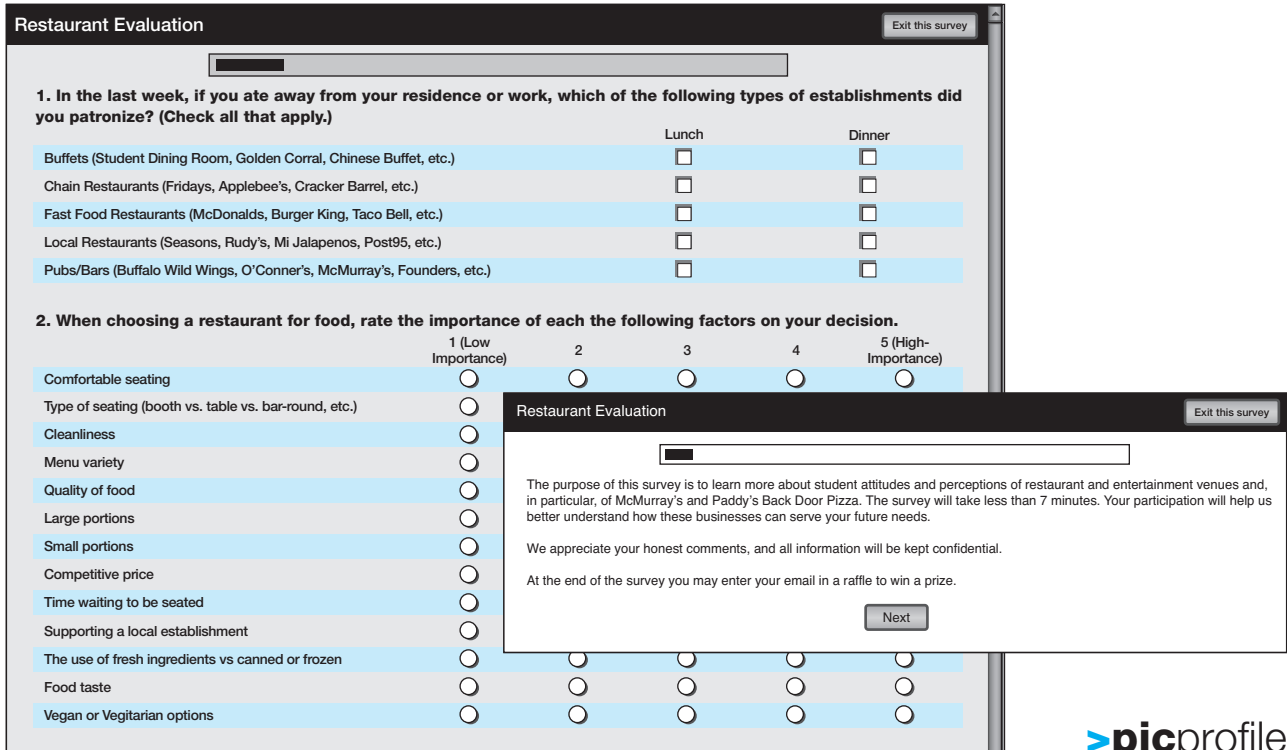 Restaurant Evaluation
Exit this survey
1. In the last week, if you ate away from your residence or work, which of the following types of establishments did
you patronize? (Check all that apply.)
Lunch Dinner
Buffets (Student Dining Room, Golden Corral, Chinese Buffet, etc.)
Chain Restaurants (Fridays, Applebee's, Cracker Barrel, etc.)
Fast Food Restaurants (McDonalds, Burger King, Taco Bell, etc.)
Local Restaurants (Seasons, Rudy's, Mi Jalapenos, Post95, etc.)
Pubs/Bars (Buffalo Wild Wings, O'Conner's, McMurray's, Founders, etc.)
2. When choosing a restaurant for food, rate the importance of each the following factors on your decision.
1 (Low
Importance)
2
3
4
5 (High-
Importance)
Comfortable seating
Type of seating (booth vs. table vs. bar-round, etc.)
Cleanliness
Menu variety
Quality of food
Large portions
Small portions
Competitive price
Time waiting to be seated
Supporting a local establishment
The use of fresh ingredients vs canned or frozen
Food taste
Vegan or Vegitarian options
Restaurant Evaluation
Exit this survey
The purpose of this survey is to learn more about student attitudes and perceptions of restaurant and entertainment venues and,
in particular, of McMurray's and Paddy's Back Door Pizza. The survey will take less than 7 minutes. Your participation will help us
better understand how these businesses can serve your future needs.
We appreciate your honest comments, and all information will be kept confidential.
At the end of the survey you may enter your email in a raffle to win a prize.
Next
>picprofile